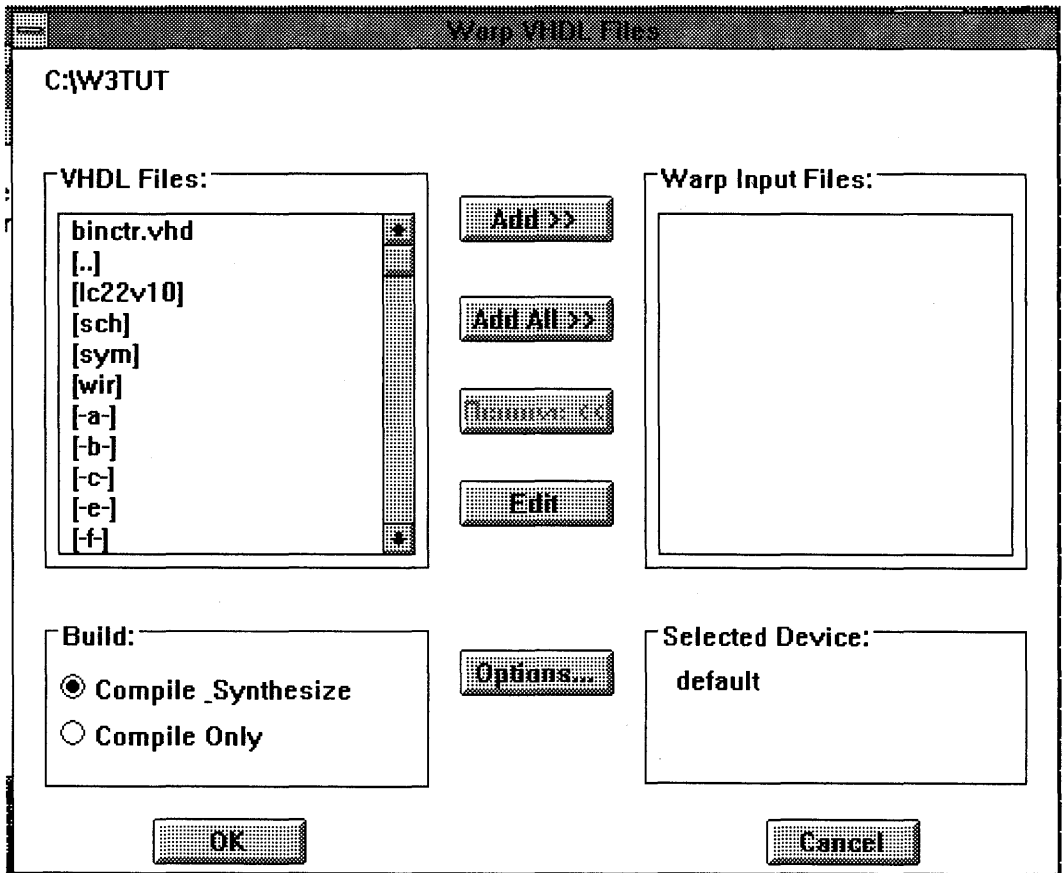 Warp VHDL Files
C:\W3TUT
VHDL Files:
binctr.vhd
[..]
[lc22v10]
[sch]
[sym]
[wir]
[-a-]
[-b-]
[-c-]
[-e-]
[-f-]
Add >>
Add All >>
Remove <<
Edit
Warp Input Files:
Build:
Compile _Synthesize
Compile Only
Options...
Selected Device:
default
OK
Cancel